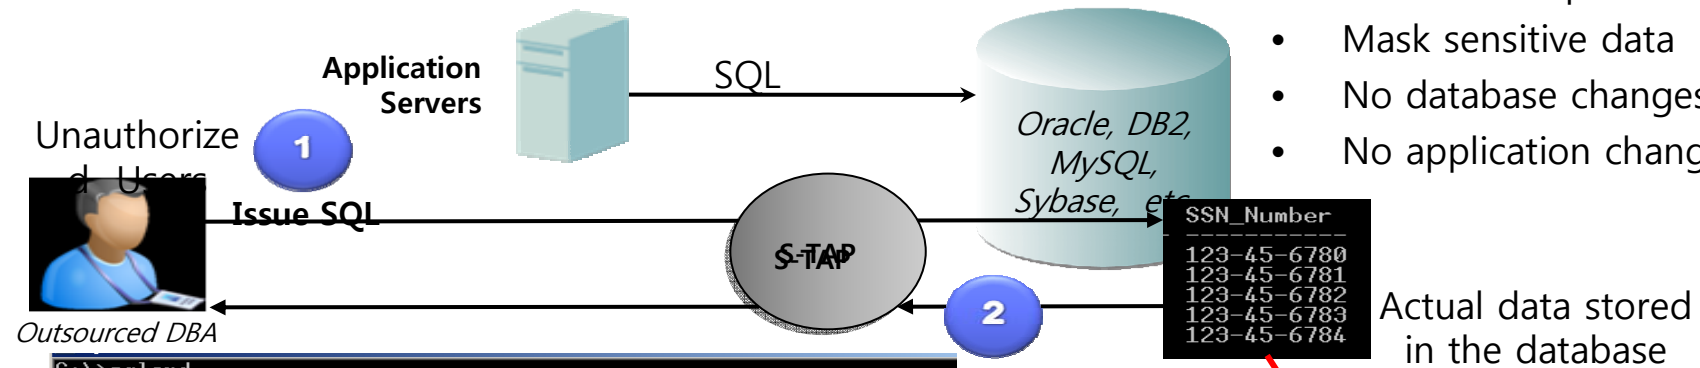 Application
Servers
SQL
Oracle, DB2,
MySQL,
Sybase, etc
• Mask sensitive data
• No database changes
• No application chang
Unauthorize
d Users
1
Issue SQL
S-TAP
S-TAP
2
SSN_Number
-----------
123-45-6780
123-45-6781
123-45-6782
123-45-6783
123-45-6784
Actual data stored
in the database
Outsourced DBA